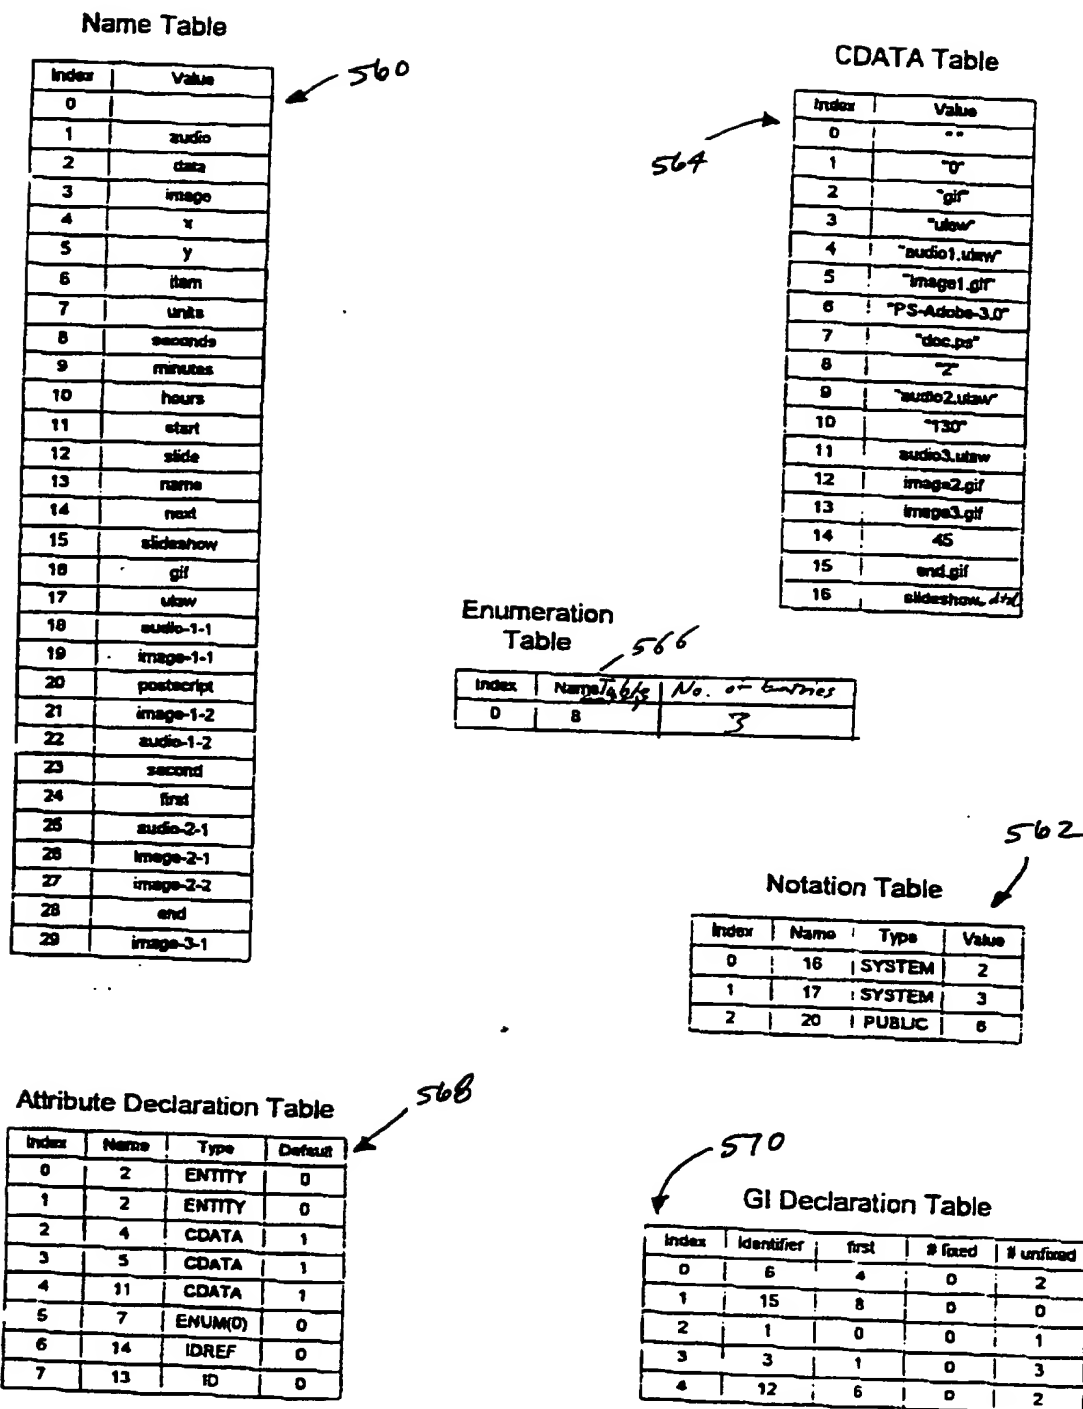 Name Table
560
Index Value
0
1 audio
2 data
3 image
4 x
5 y
6 item
7 units
8 seconds
9 minutes
10 hours
11 start
12 slide
13 name
14 next
15 slideshow
16 gif
17 ulaw
18 audio-1-1
19 image-1-1
20 postscript
21 image-1-2
22 audio-1-2
23 second
24 first
25 audio-2-1
26 image-2-1
27 image-2-2
28 end
29 image-3-1
CDATA Table
564
Index Value
0 ""
1 "0"
2 "gif"
3 "ulaw"
4 "audio1.ulaw"
5 "image1.gif"
6 "PS-Adobe-3.0"
7 "doc.ps"
8 "2"
9 "audio2.ulaw"
10 "130"
11 audio3.ulaw
12 image2.gif
13 image3.gif
14 45
15 end.gif
16 slideshow.dtd
Enumeration
Table
566
Index Name Table No. of Entries
0 8 3
562
Notation Table
Index Name Type Value
0 16 SYSTEM 2
1 17 SYSTEM 3
2 20 PUBLIC 6
Attribute Declaration Table
568
Index Name Type Default
0 2 ENTITY 0
1 2 ENTITY 0
2 4 CDATA 1
3 5 CDATA 1
4 11 CDATA 1
5 7 ENUM(0) 0
6 14 IDREF 0
7 13 ID 0
570
GI Declaration Table
Index Identifier first # fixed # unfixed
0 6 4 0 2
1 15 8 0 0
2 1 0 0 1
3 3 1 0 3
4 12 6 0 2